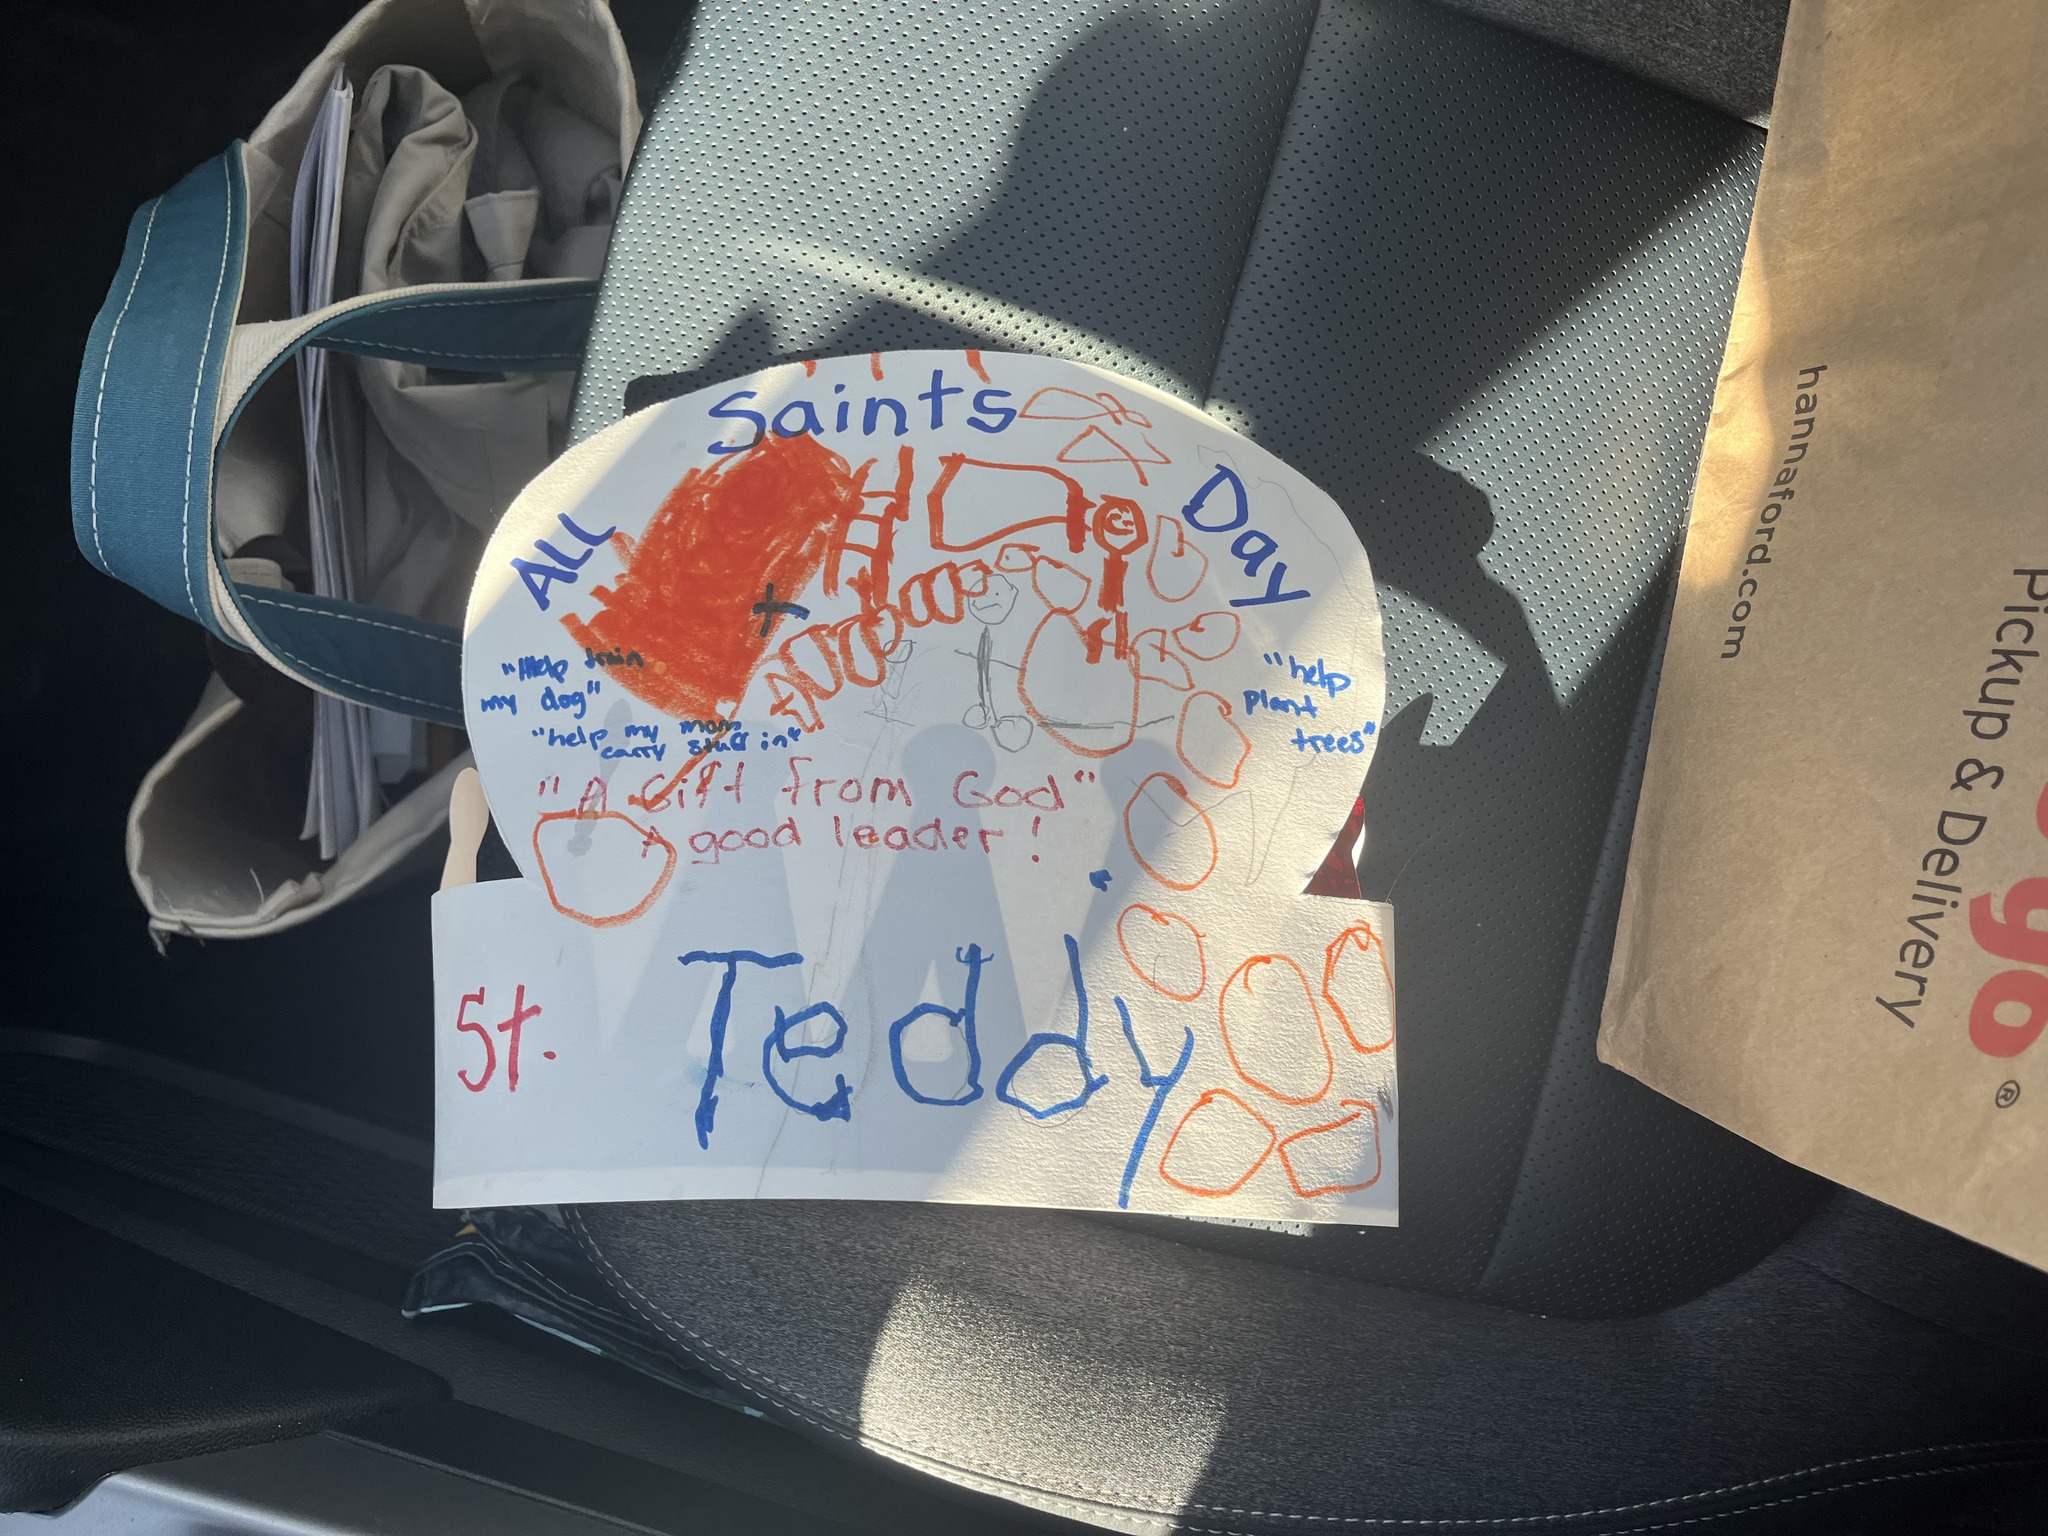 ALL Saints Day
"Help train
my dog"
"help my mom
carry stuff in"
"help
plant
trees"
"A Gift from God"
A good leader!
St. Teddy
hannaford.com
Pickup & Delivery
go®